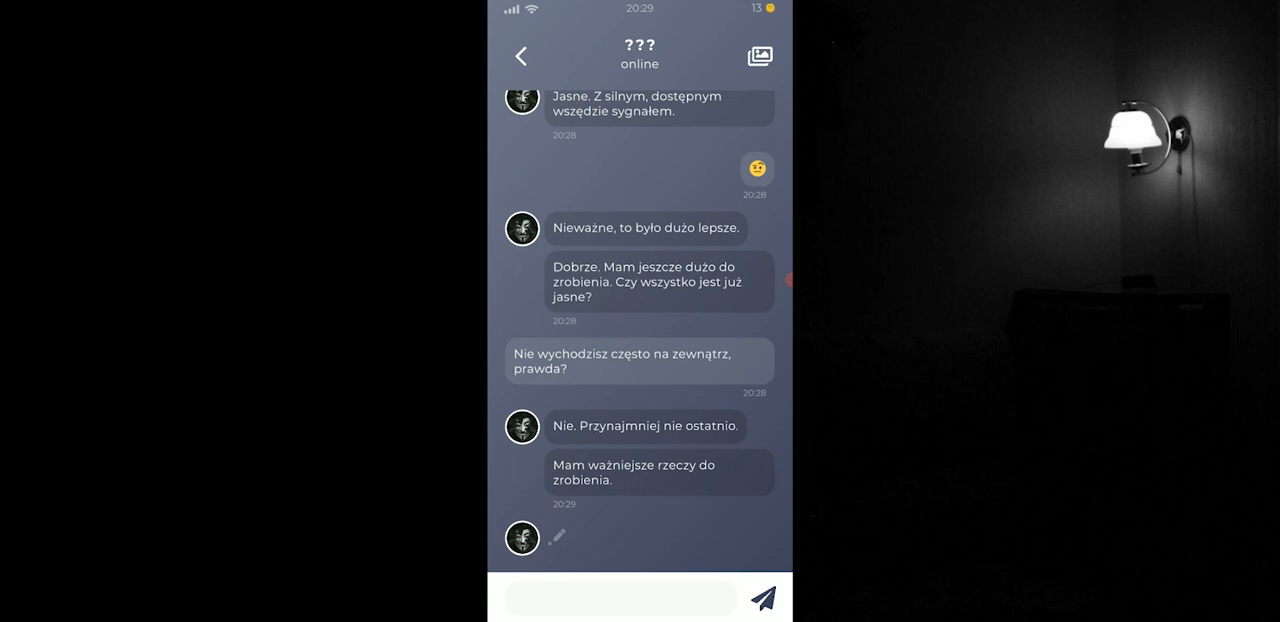 20:29
13
???
online
Jasne. Z silnym, dostępnym
wszędzie sygnałem.
20:28
20:28
Nieważne, to było dużo lepsze.
Dobrze. Mam jeszcze dużo do
zrobienia. Czy wszystko jest już
jasne?
20:28
Nie wychodzisz często na zewnątrz,
prawda?
20:28
Nie. Przynajmniej nie ostatnio.
Mam ważniejsze rzeczy do
zrobienia.
20:29